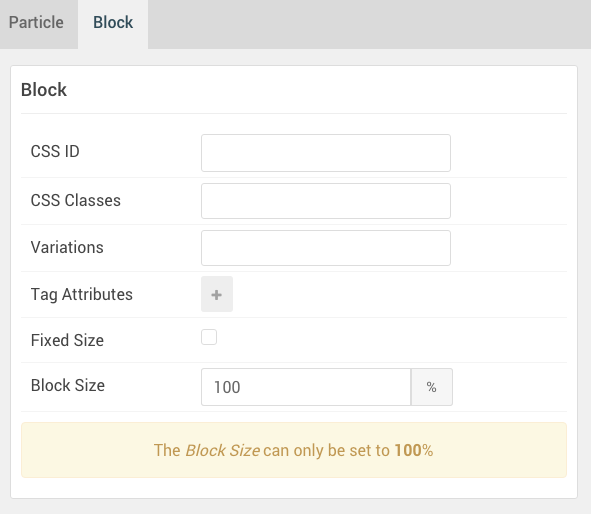 Particle Block
Block
CSS ID
CSS Classes
Variations
Tag Attributes +
Fixed Size
Block Size 100 %
The Block Size can only be set to 100%